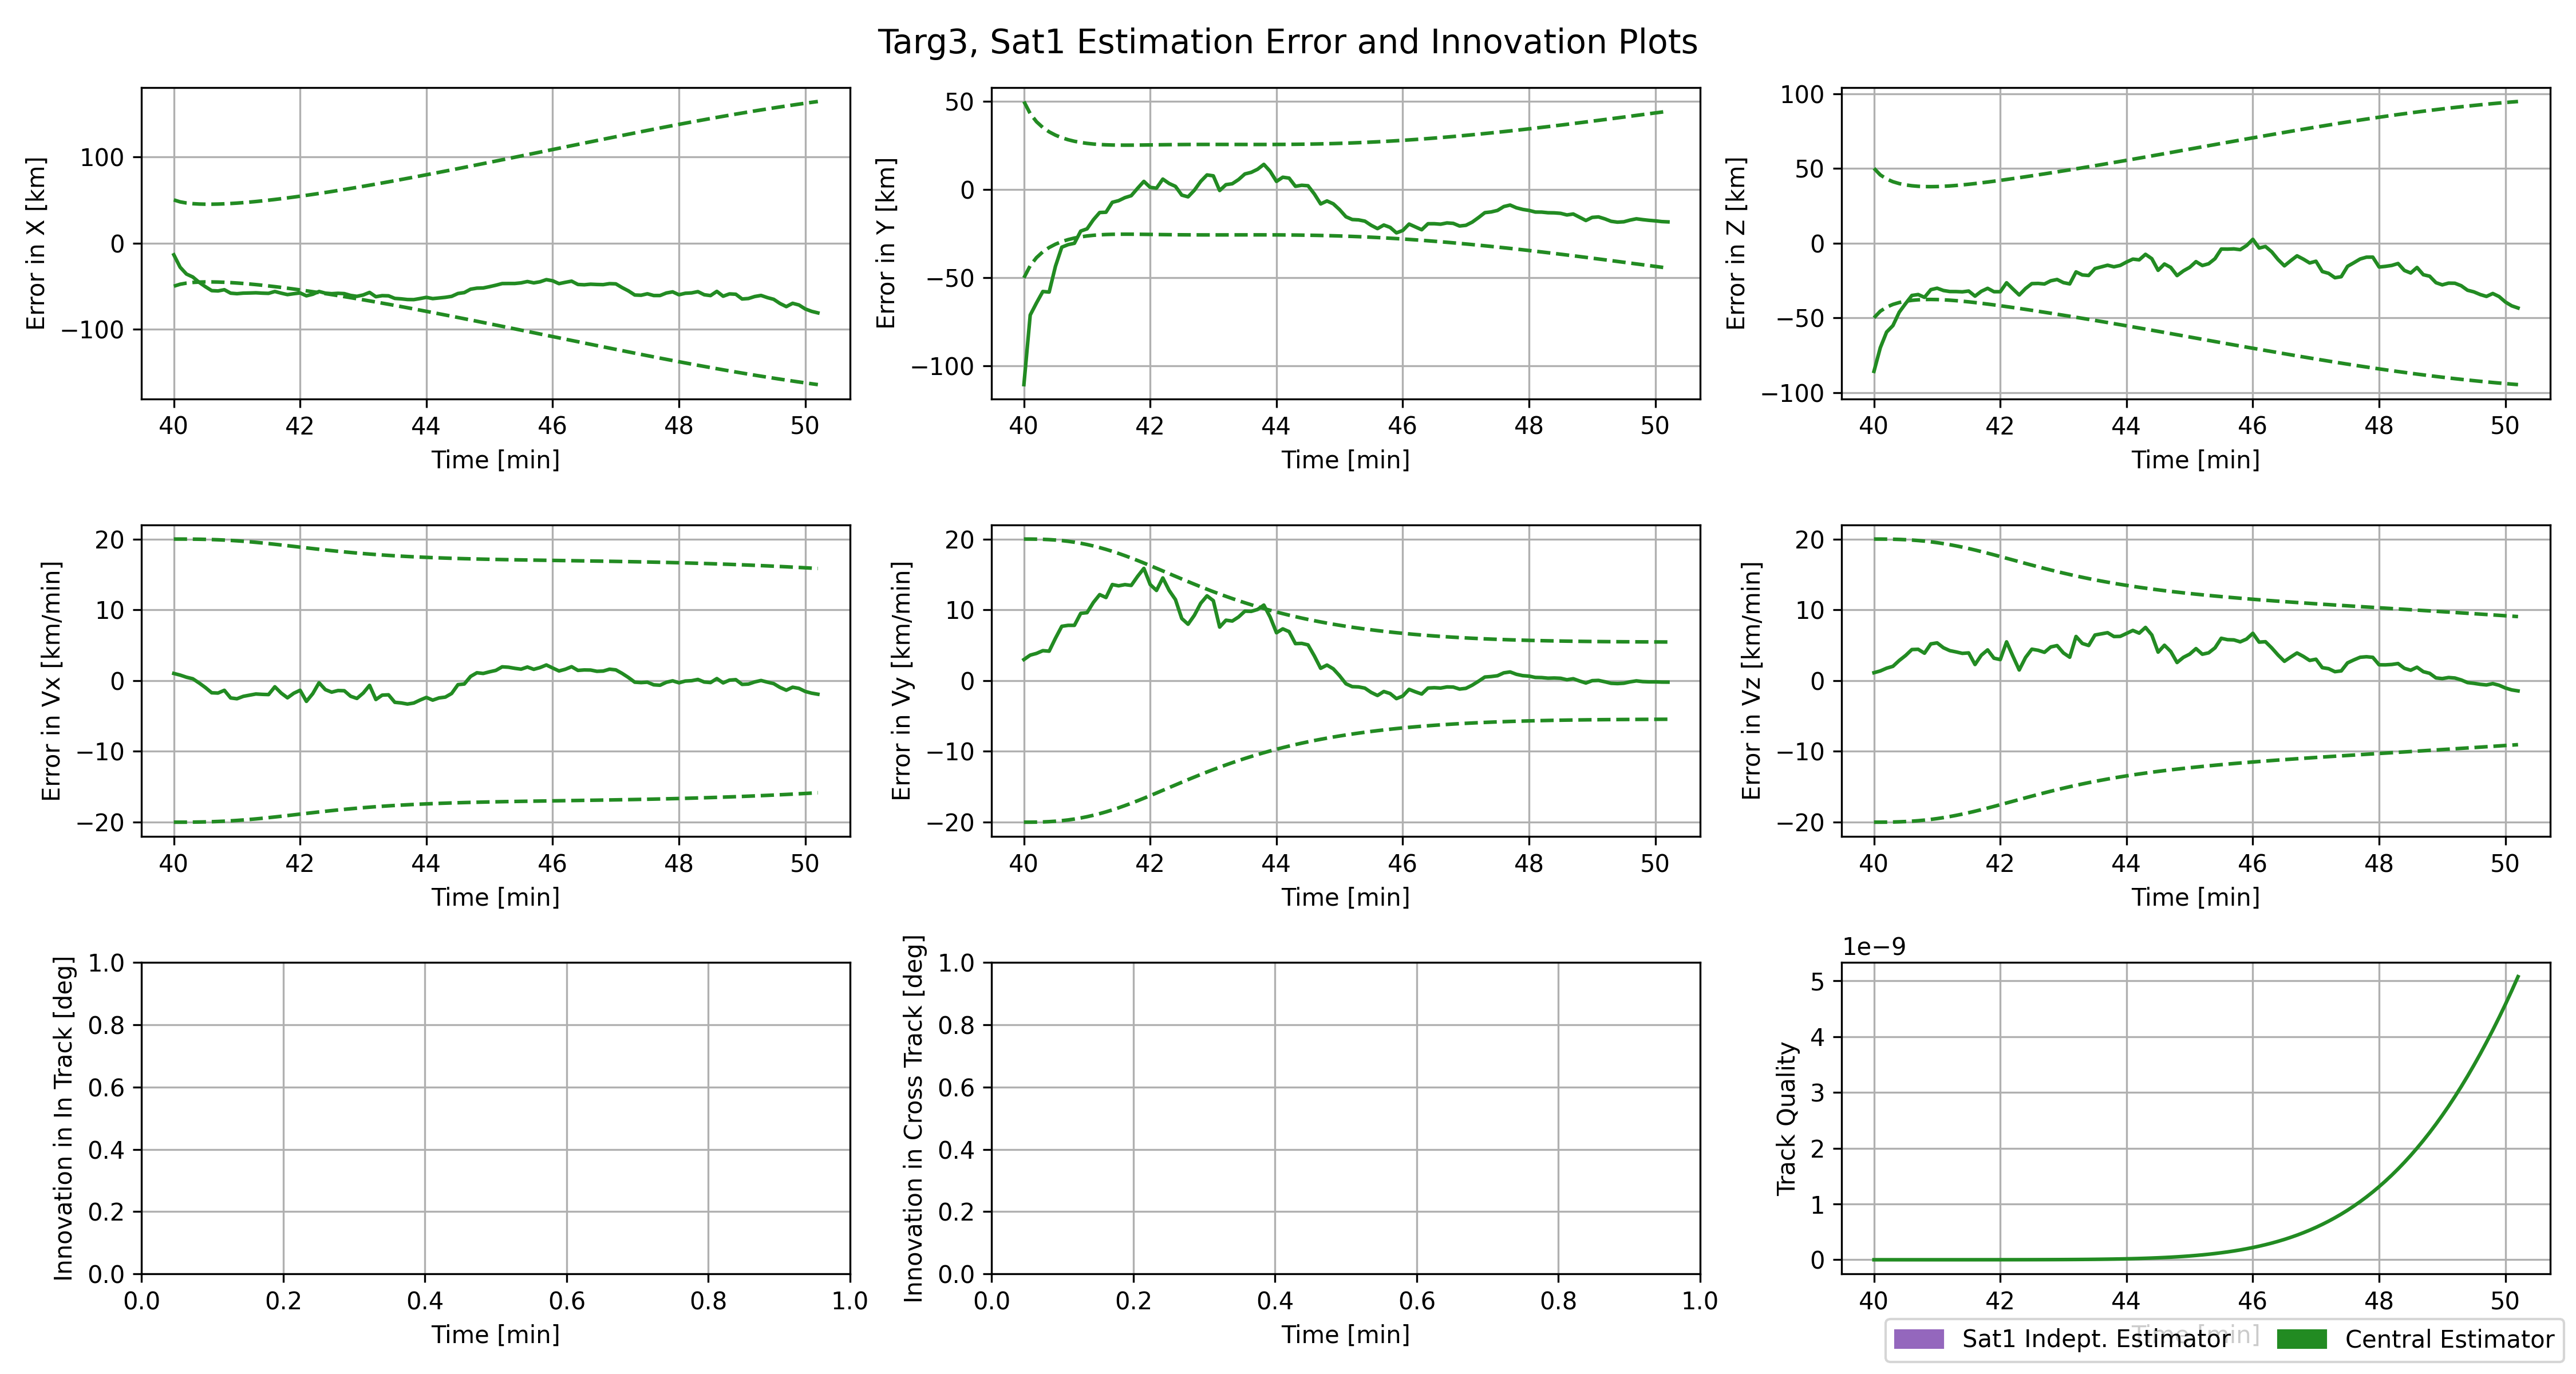 Targ3, Sat1 Estimation Error and Innovation Plots
Error in X [km]
100
0
−100
40 42 44 46 48 50
Time [min]
Error in Y [km]
50
0
−50
−100
40 42 44 46 48 50
Time [min]
Error in Z [km]
100
50
0
−50
−100
40 42 44 46 48 50
Time [min]
Error in Vx [km/min]
20
10
0
−10
−20
40 42 44 46 48 50
Time [min]
Error in Vy [km/min]
20
10
0
−10
−20
40 42 44 46 48 50
Time [min]
Error in Vz [km/min]
20
10
0
−10
−20
40 42 44 46 48 50
Time [min]
Innovation in In Track [deg]
1.0
0.8
0.6
0.4
0.2
0.0
0.0 0.2 0.4 0.6 0.8 1.0
Time [min]
Innovation in Cross Track [deg]
1.0
0.8
0.6
0.4
0.2
0.0
0.0 0.2 0.4 0.6 0.8 1.0
Time [min]
1e−9
Track Quality
5
4
3
2
1
0
40 42 44 46 48 50
Time [min]
Sat1 Indept. Estimator
Central Estimator